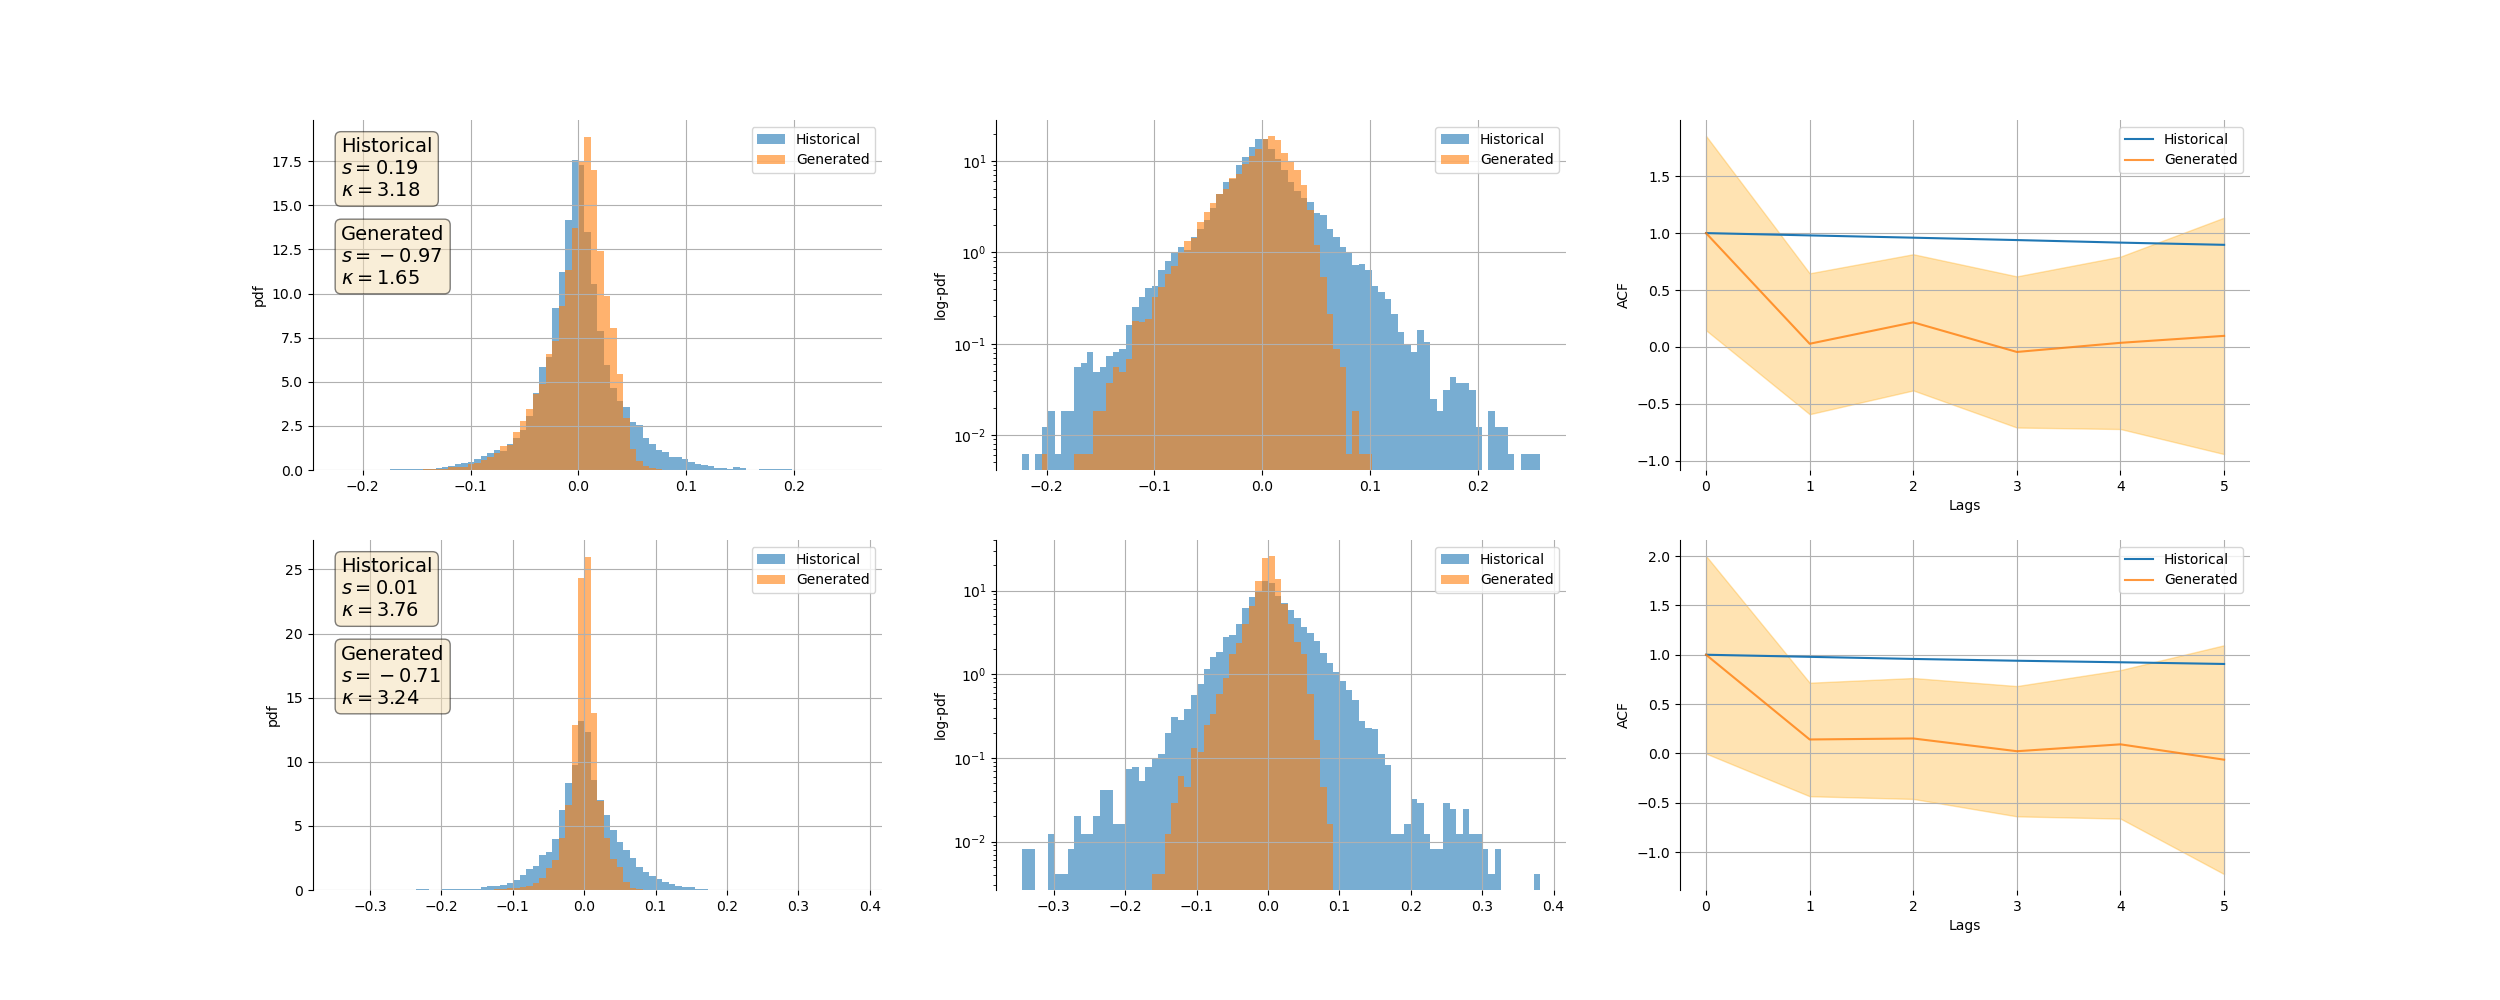 Historical
s = 0.19
κ = 3.18
Generated
s = −0.97
κ = 1.65
Historical
Generated
pdf
17.5
15.0
12.5
10.0
7.5
5.0
2.5
0.0
−0.2
−0.1
0.0
0.1
0.2
Historical
Generated
log-pdf
10¹
10⁰
10⁻¹
10⁻²
−0.2
−0.1
0.0
0.1
0.2
Historical
Generated
ACF
1.5
1.0
0.5
0.0
−0.5
−1.0
0
1
2
3
4
5
Lags
Historical
s = 0.01
κ = 3.76
Generated
s = −0.71
κ = 3.24
Historical
Generated
pdf
25
20
15
10
5
0
−0.3
−0.2
−0.1
0.0
0.1
0.2
0.3
0.4
Historical
Generated
log-pdf
10¹
10⁰
10⁻¹
10⁻²
−0.3
−0.2
−0.1
0.0
0.1
0.2
0.3
0.4
Historical
Generated
ACF
2.0
1.5
1.0
0.5
0.0
−0.5
−1.0
0
1
2
3
4
5
Lags